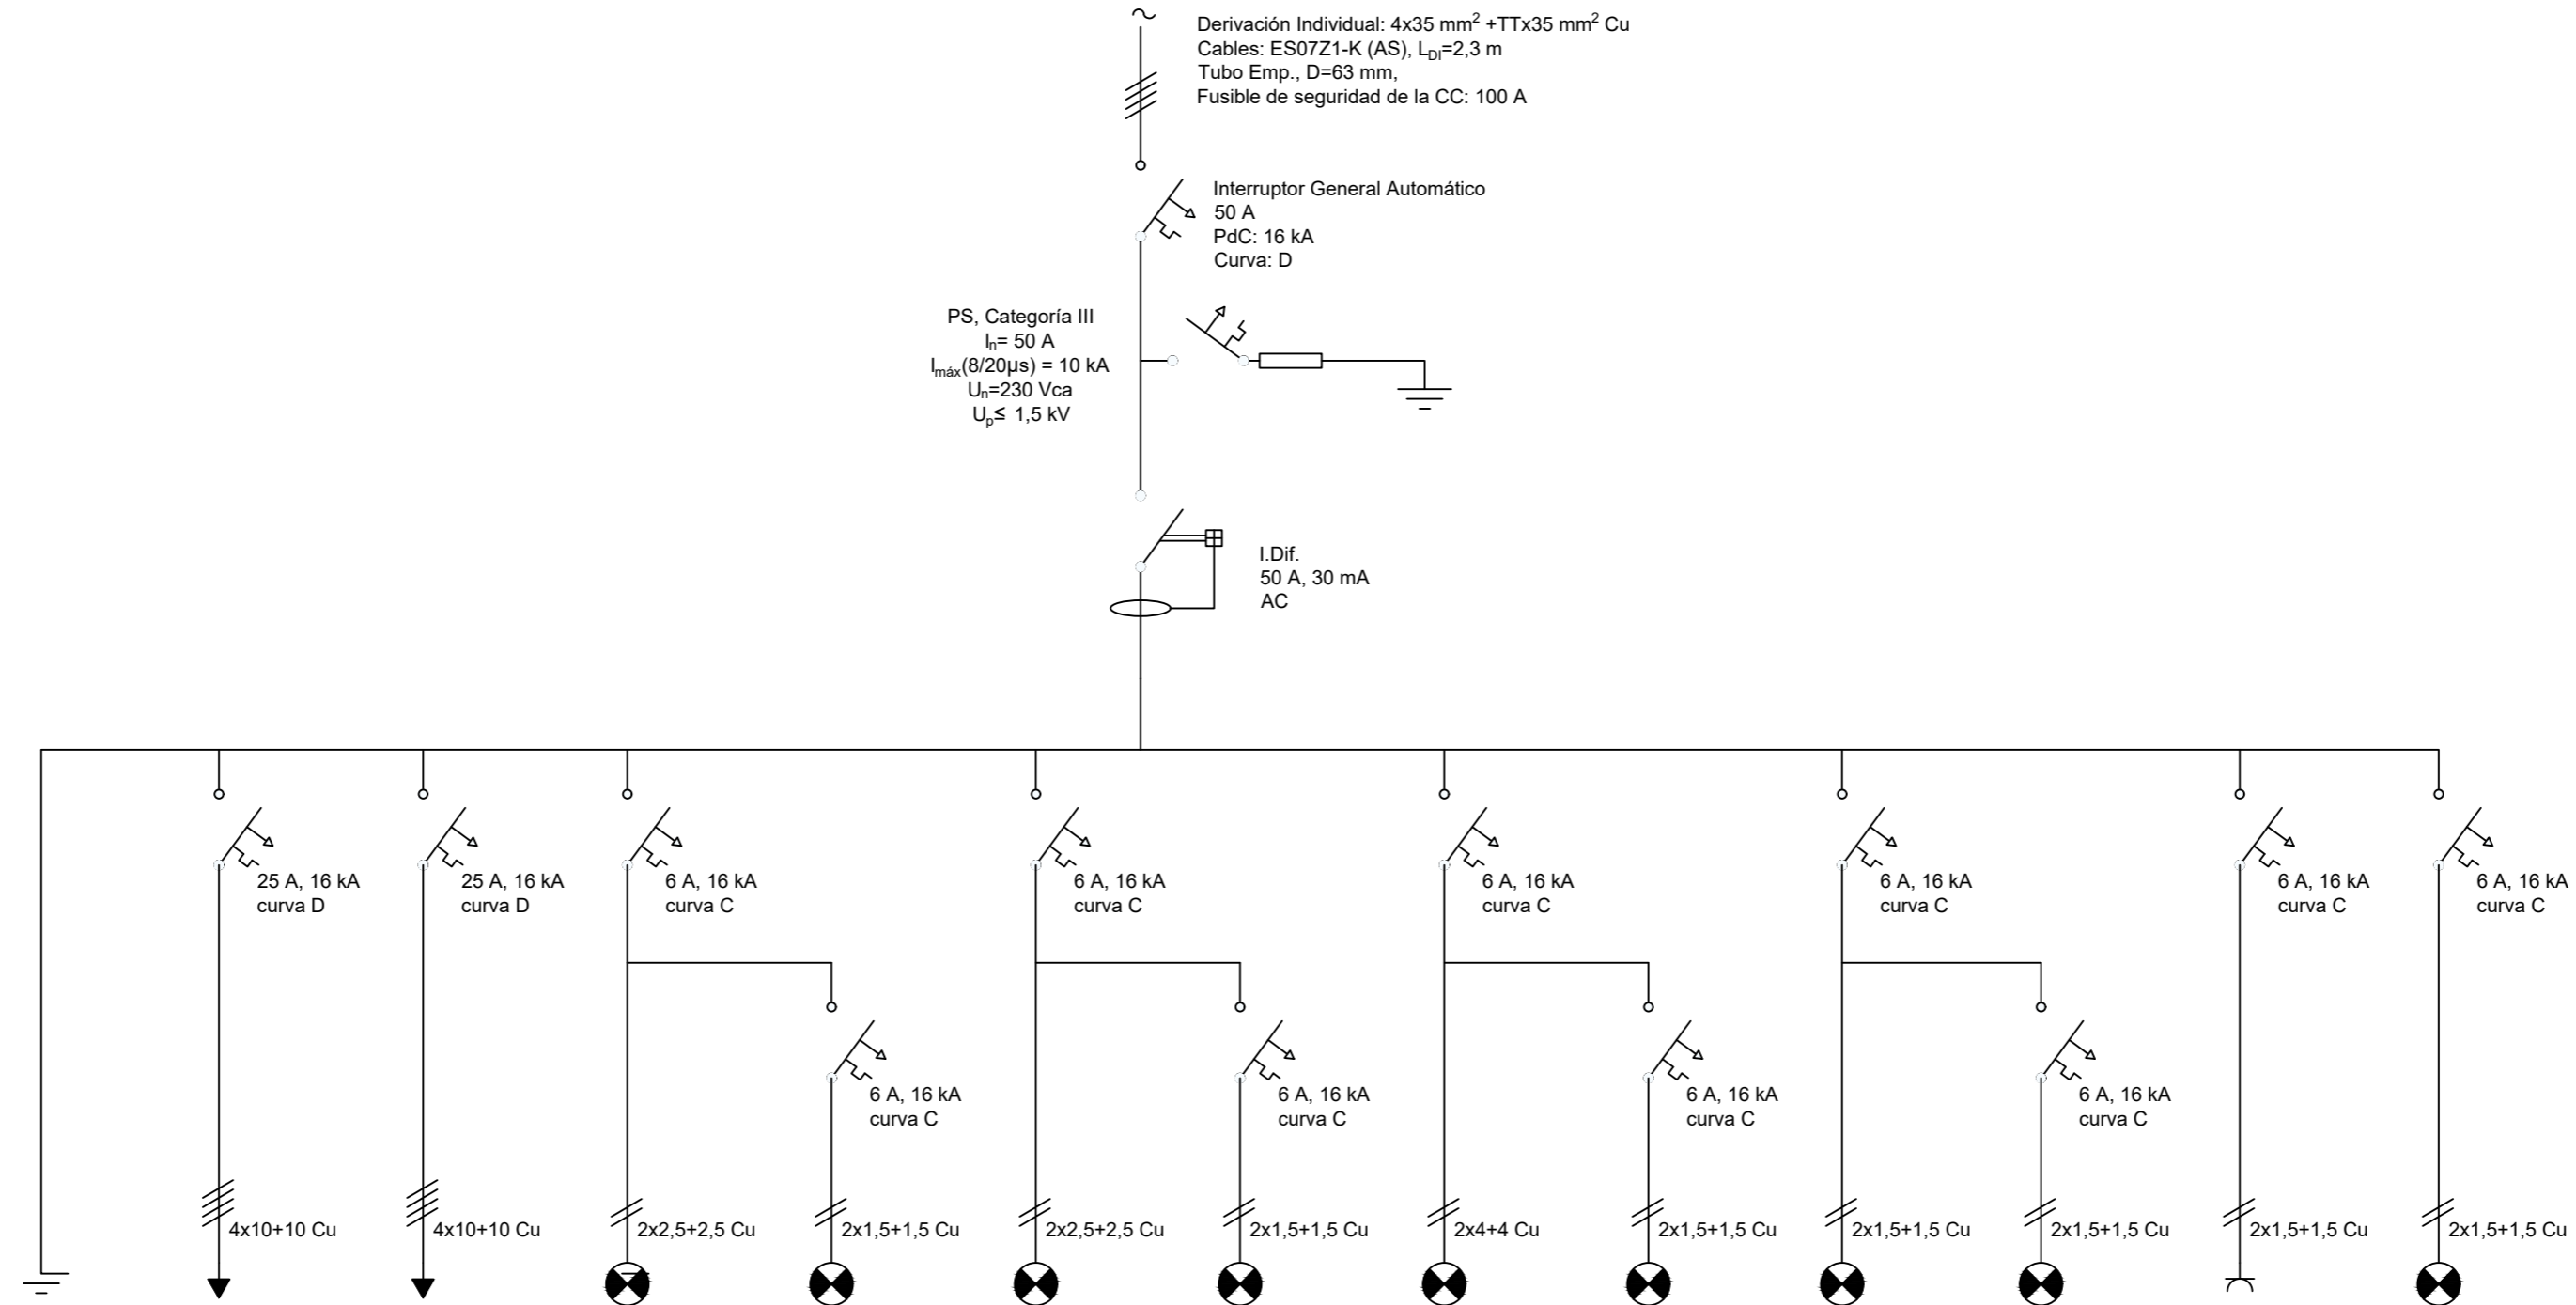 Derivación Individual: 4x35 mm² +TTx35 mm² Cu
Cables: ES07Z1-K (AS), L_DI=2,3 m
Tubo Emp., D=63 mm,
Fusible de seguridad de la CC: 100 A
Interruptor General Automático
50 A
PdC: 16 kA
Curva: D
PS, Categoría III
Iₙ= 50 A
I_máx(8/20µs) = 10 kA
Uₙ=230 Vca
Uₚ≤ 1,5 kV
I.Dif.
50 A, 30 mA
AC
25 A, 16 kA
curva D
25 A, 16 kA
curva D
6 A, 16 kA
curva C
6 A, 16 kA
curva C
6 A, 16 kA
curva C
6 A, 16 kA
curva C
6 A, 16 kA
curva C
6 A, 16 kA
curva C
6 A, 16 kA
curva C
6 A, 16 kA
curva C
6 A, 16 kA
curva C
6 A, 16 kA
curva C
4x10+10 Cu
4x10+10 Cu
2x2,5+2,5 Cu
2x1,5+1,5 Cu
2x2,5+2,5 Cu
2x1,5+1,5 Cu
2x4+4 Cu
2x1,5+1,5 Cu
2x1,5+1,5 Cu
2x1,5+1,5 Cu
2x1,5+1,5 Cu
2x1,5+1,5 Cu